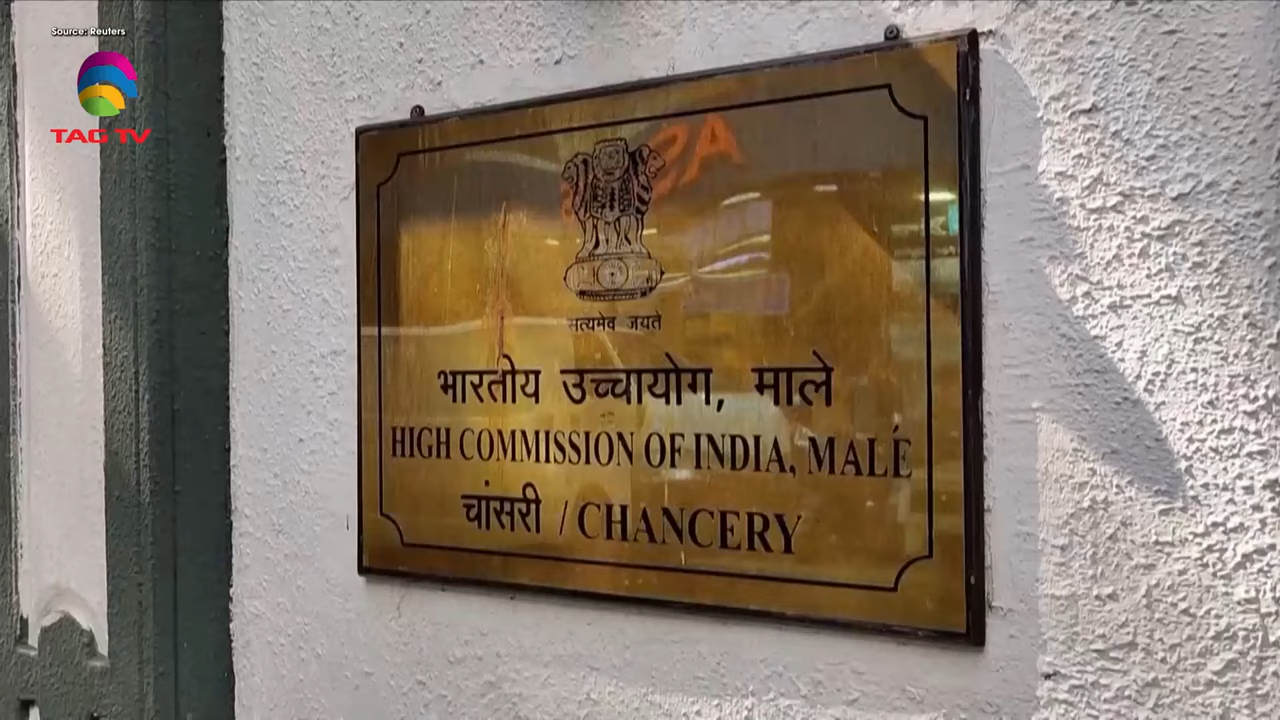 Source: Reuters
TAG TV
सत्यमेव जयते
भारतीय उच्चायोग, माले
HIGH COMMISSION OF INDIA, MALÉ
चांसरी / CHANCERY